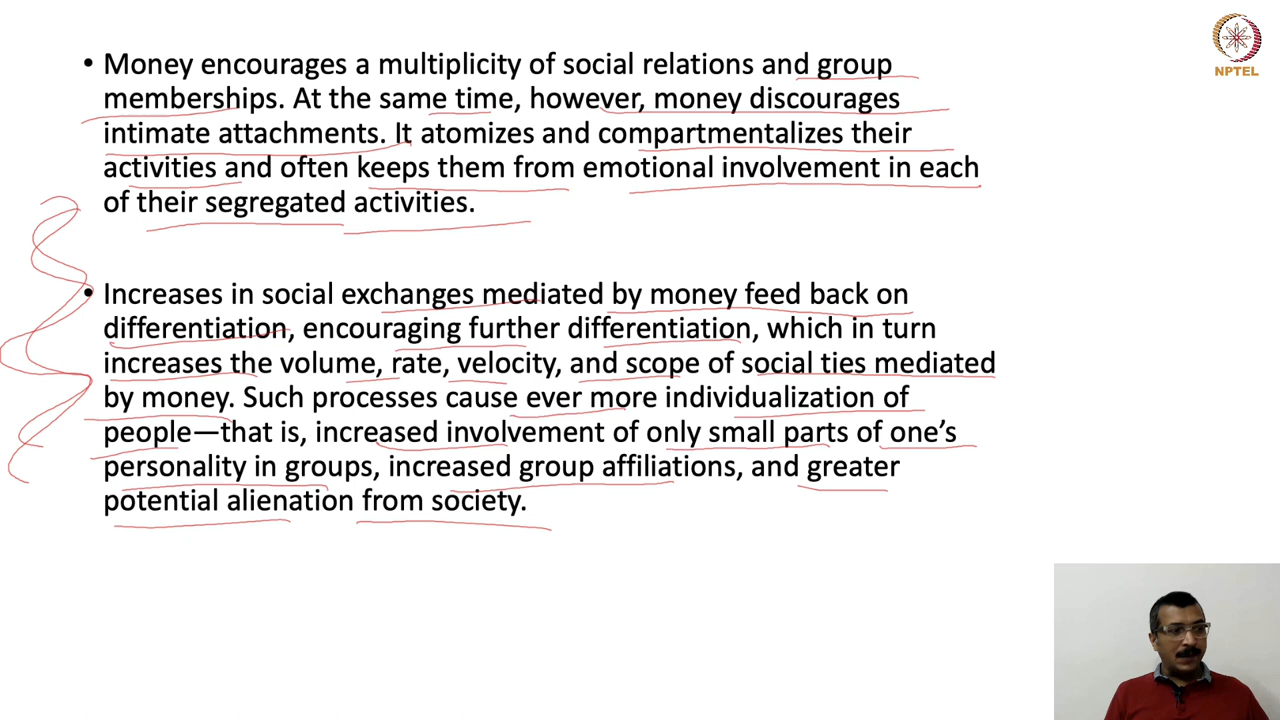 NPTEL
• Money encourages a multiplicity of social relations and group
memberships. At the same time, however, money discourages
intimate attachments. It atomizes and compartmentalizes their
activities and often keeps them from emotional involvement in each
of their segregated activities.
• Increases in social exchanges mediated by money feed back on
differentiation, encouraging further differentiation, which in turn
increases the volume, rate, velocity, and scope of social ties mediated
by money. Such processes cause ever more individualization of
people—that is, increased involvement of only small parts of one’s
personality in groups, increased group affiliations, and greater
potential alienation from society.